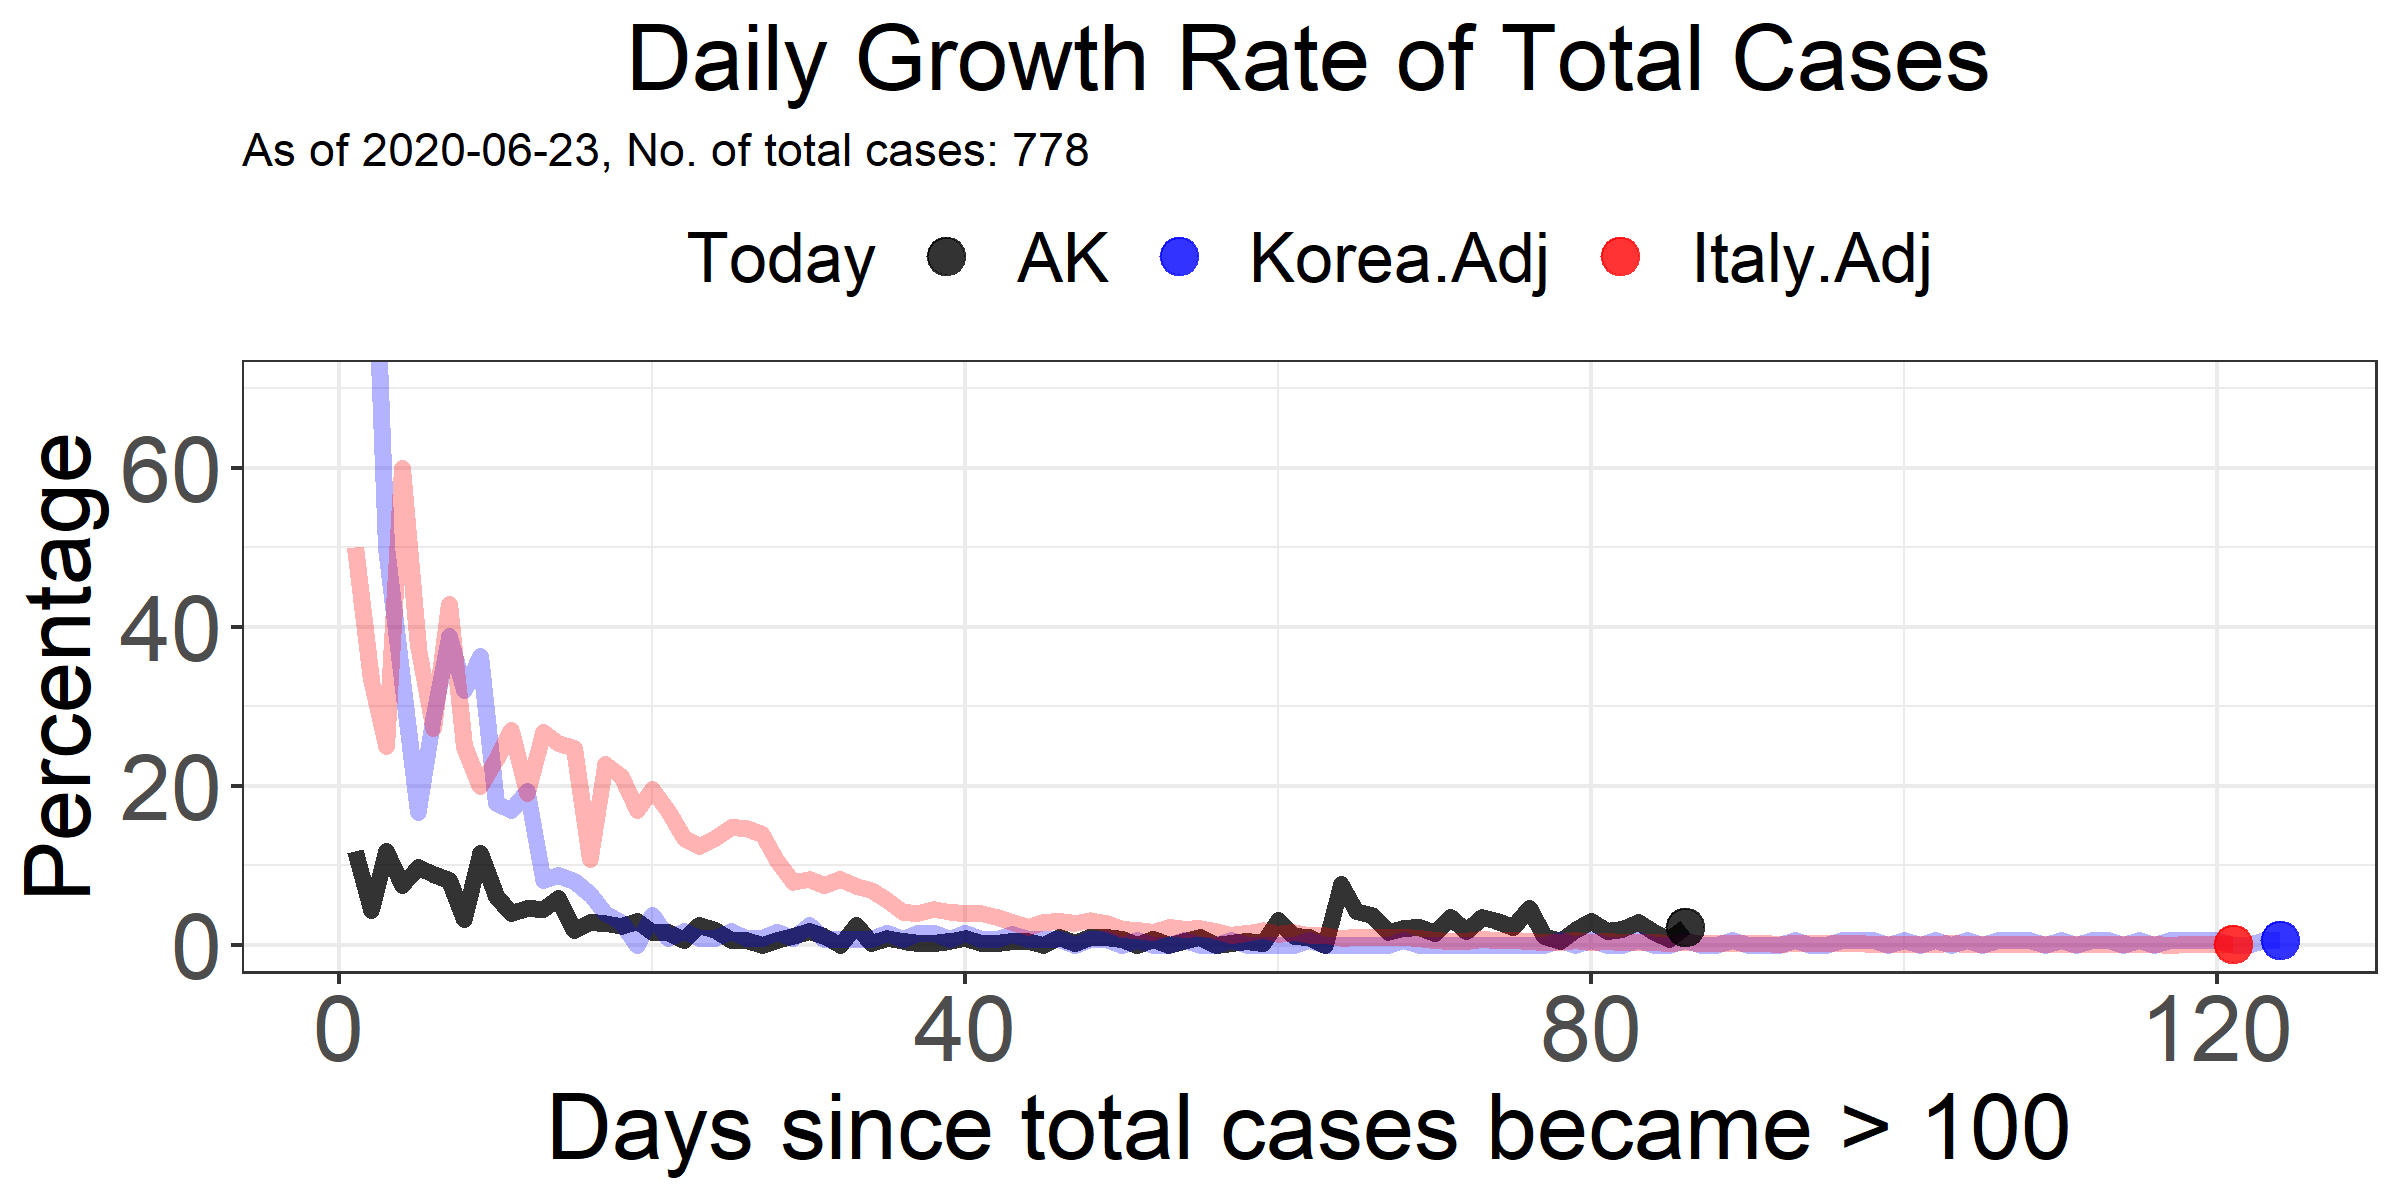 Daily Growth Rate of Total Cases
As of 2020-06-23, No. of total cases: 778
Today AK Korea.Adj Italy.Adj
Percentage
60
40
20
0
0 40 80 120
Days since total cases became > 100